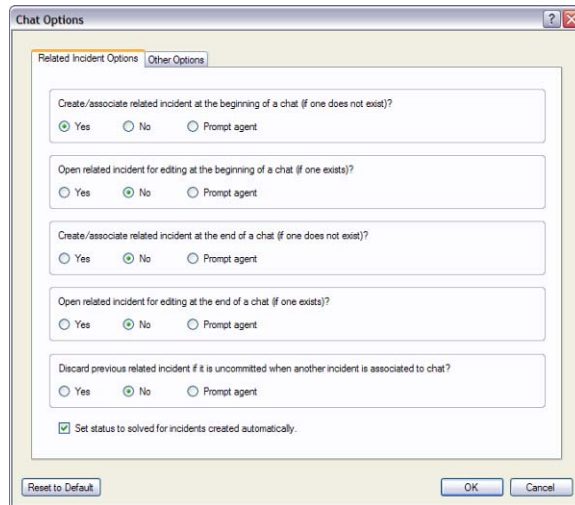 Chat Options
Related Incident Options Other Options
Create/associate related incident at the beginning of a chat (if one does not exist)?
Yes No Prompt agent
Open related incident for editing at the beginning of a chat (if one exists)?
Yes No Prompt agent
Create/associate related incident at the end of a chat (if one does not exist)?
Yes No Prompt agent
Open related incident for editing at the end of a chat (if one exists)?
Yes No Prompt agent
Discard previous related incident if it is uncommitted when another incident is associated to chat?
Yes No Prompt agent
Set status to solved for incidents created automatically.
Reset to Default OK Cancel